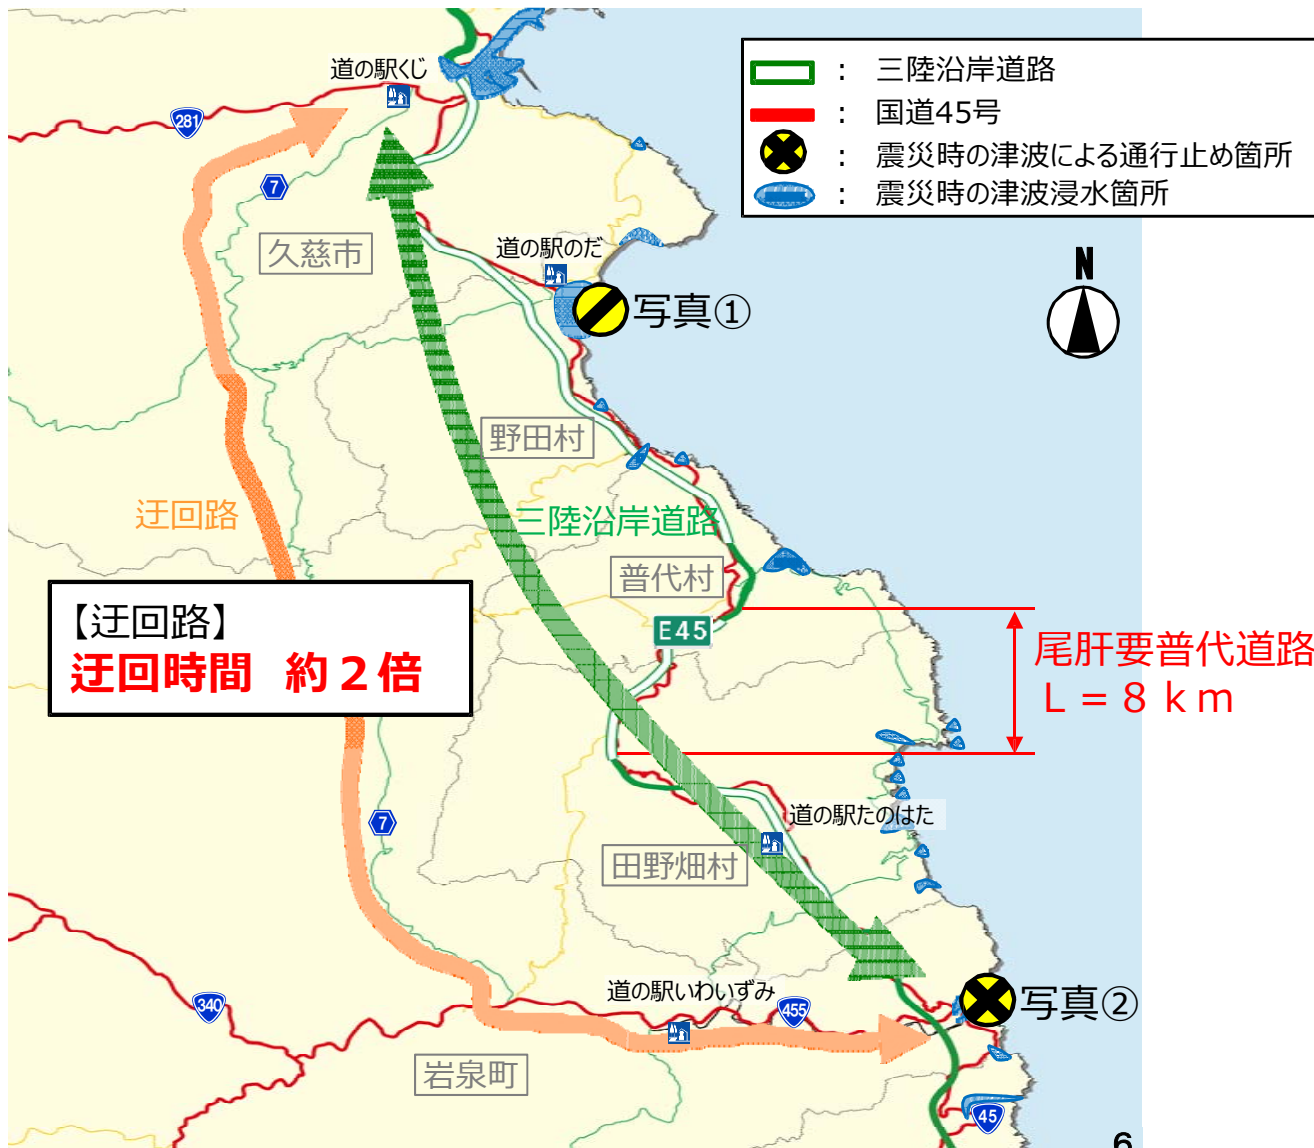 道の駅くじ
281
7
久慈市
： 三陸沿岸道路
： 国道45号
： 震災時の津波による通行止め箇所
： 震災時の津波浸水箇所
N
道の駅のだ
写真①
野田村
迂回路
三陸沿岸道路
普代村
【迂回路】
迂回時間 約２倍
E45
尾肝要普代道路
Ｌ＝８ｋｍ
7
道の駅たのはた
田野畑村
340
道の駅いわいずみ
455
写真②
岩泉町
45
6